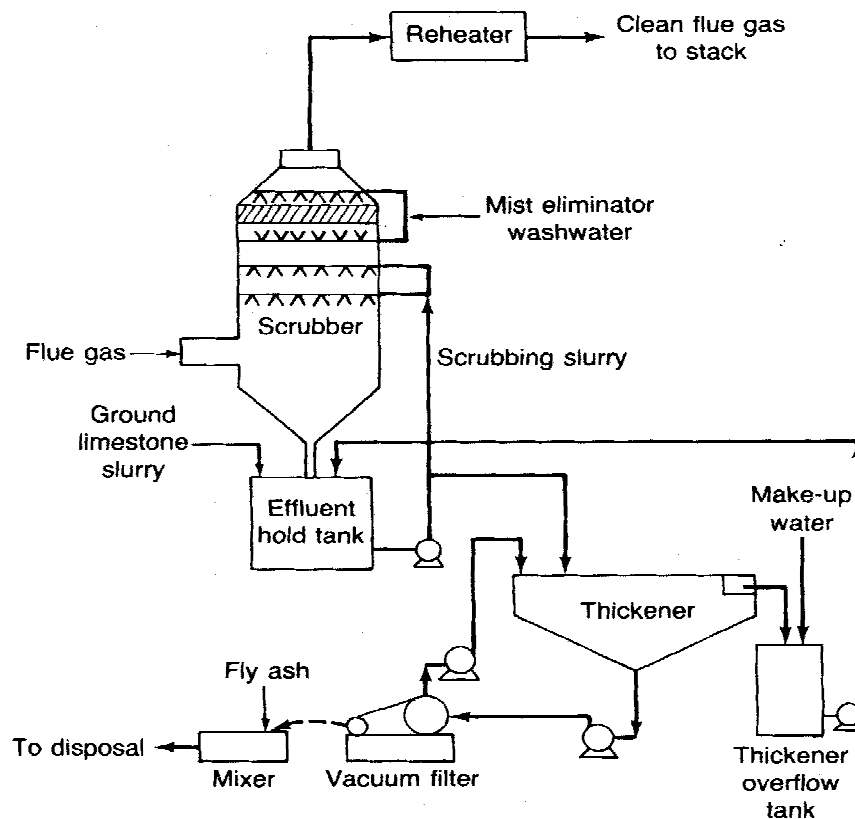 Reheater
Clean flue gas
to stack
Mist eliminator
washwater
Scrubber
Flue gas
Scrubbing slurry
Ground
limestone
slurry
Effluent
hold tank
Make-up
water
Thickener
Fly ash
To disposal
Mixer
Vacuum filter
Thickener
overflow
tank